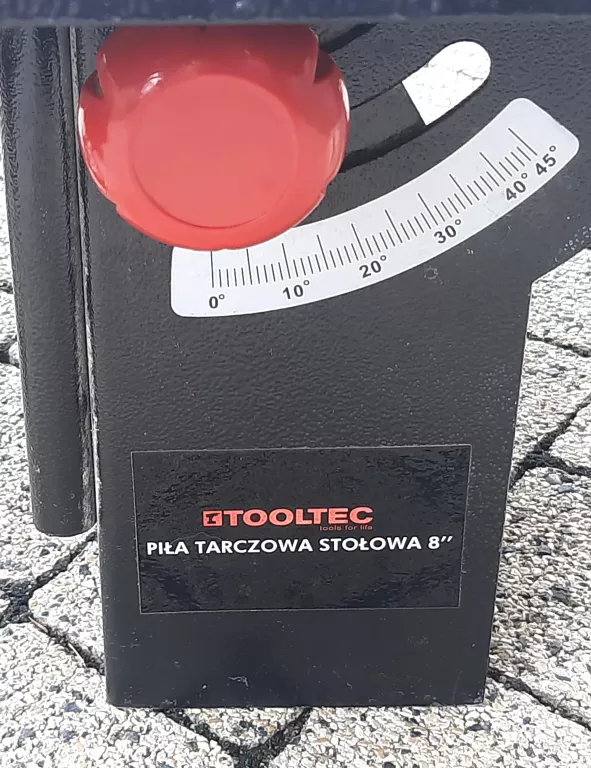 0° 10° 20° 30° 40° 45°
TOOLTEC
tools for life
PIŁA TARCZOWA STOŁOWA 8’’